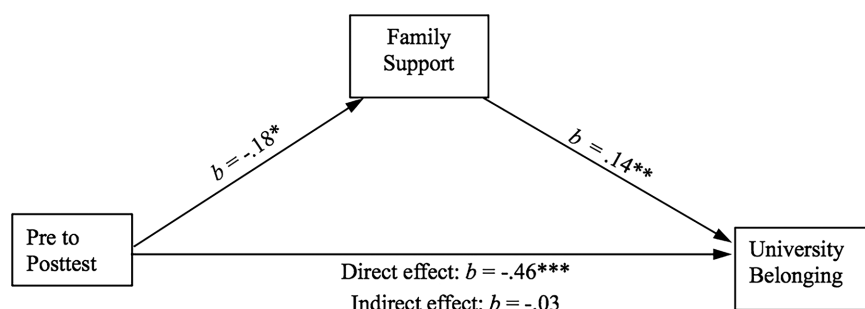 Family
Support
b = -.18*
b = .14**
Pre to
Posttest
University
Belonging
Direct effect: b = -.46***
Indirect effect: b = -.03